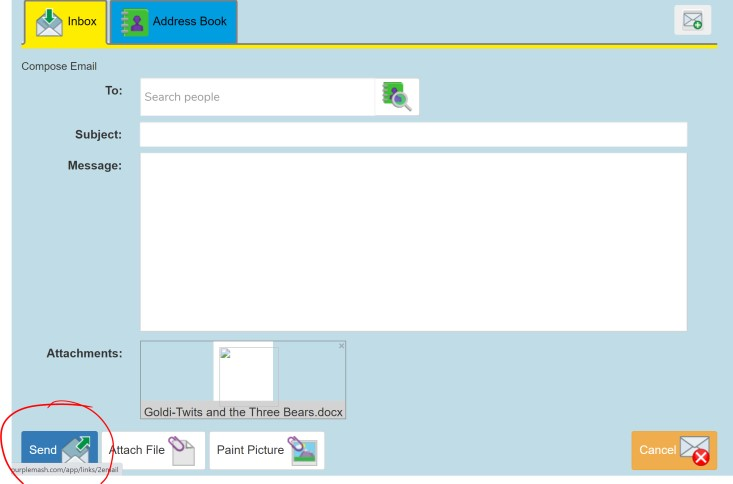 Inbox
Address Book
Compose Email
To:
Search people
Subject:
Message:
Attachments:
×
Goldi-Twits and the Three Bears.docx
Send
Attach File
Paint Picture
Cancel
purplemash.com/app/links/2email